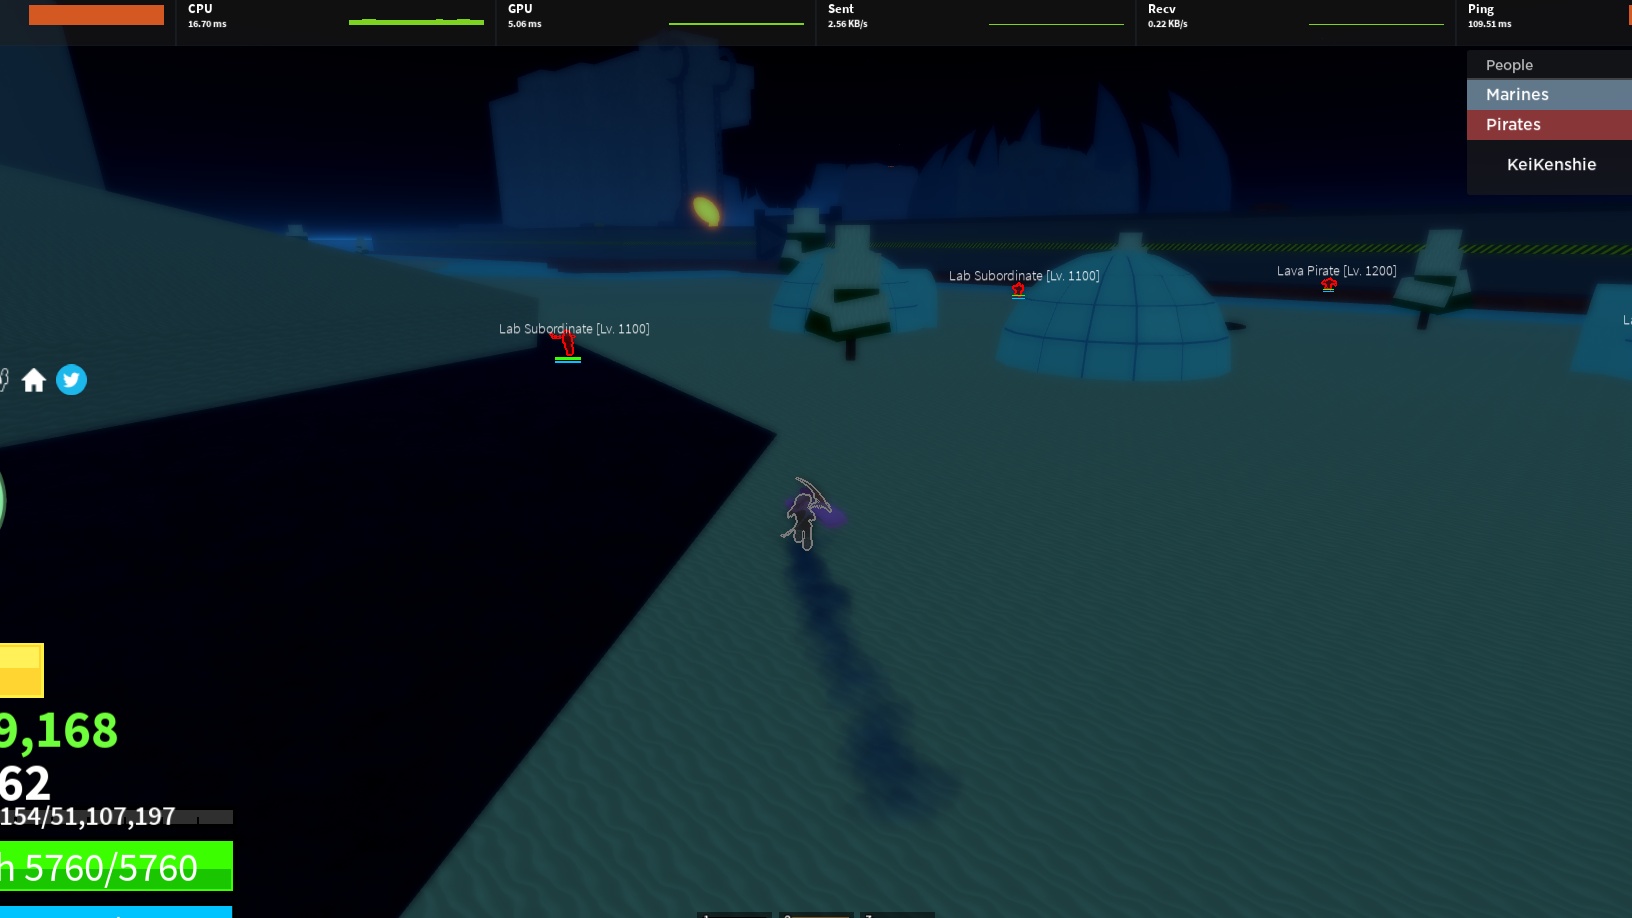 CPU
16.70 ms
GPU
5.06 ms
Sent
2.56 KB/s
Recv
0.22 KB/s
Ping
109.51 ms
People
Marines
Pirates
KeiKenshie
Lab Subordinate [Lv. 1100]
Lava Pirate [Lv. 1200]
Lab Subordinate [Lv. 1100]
9,168
62
154/51,107,197
h 5760/5760